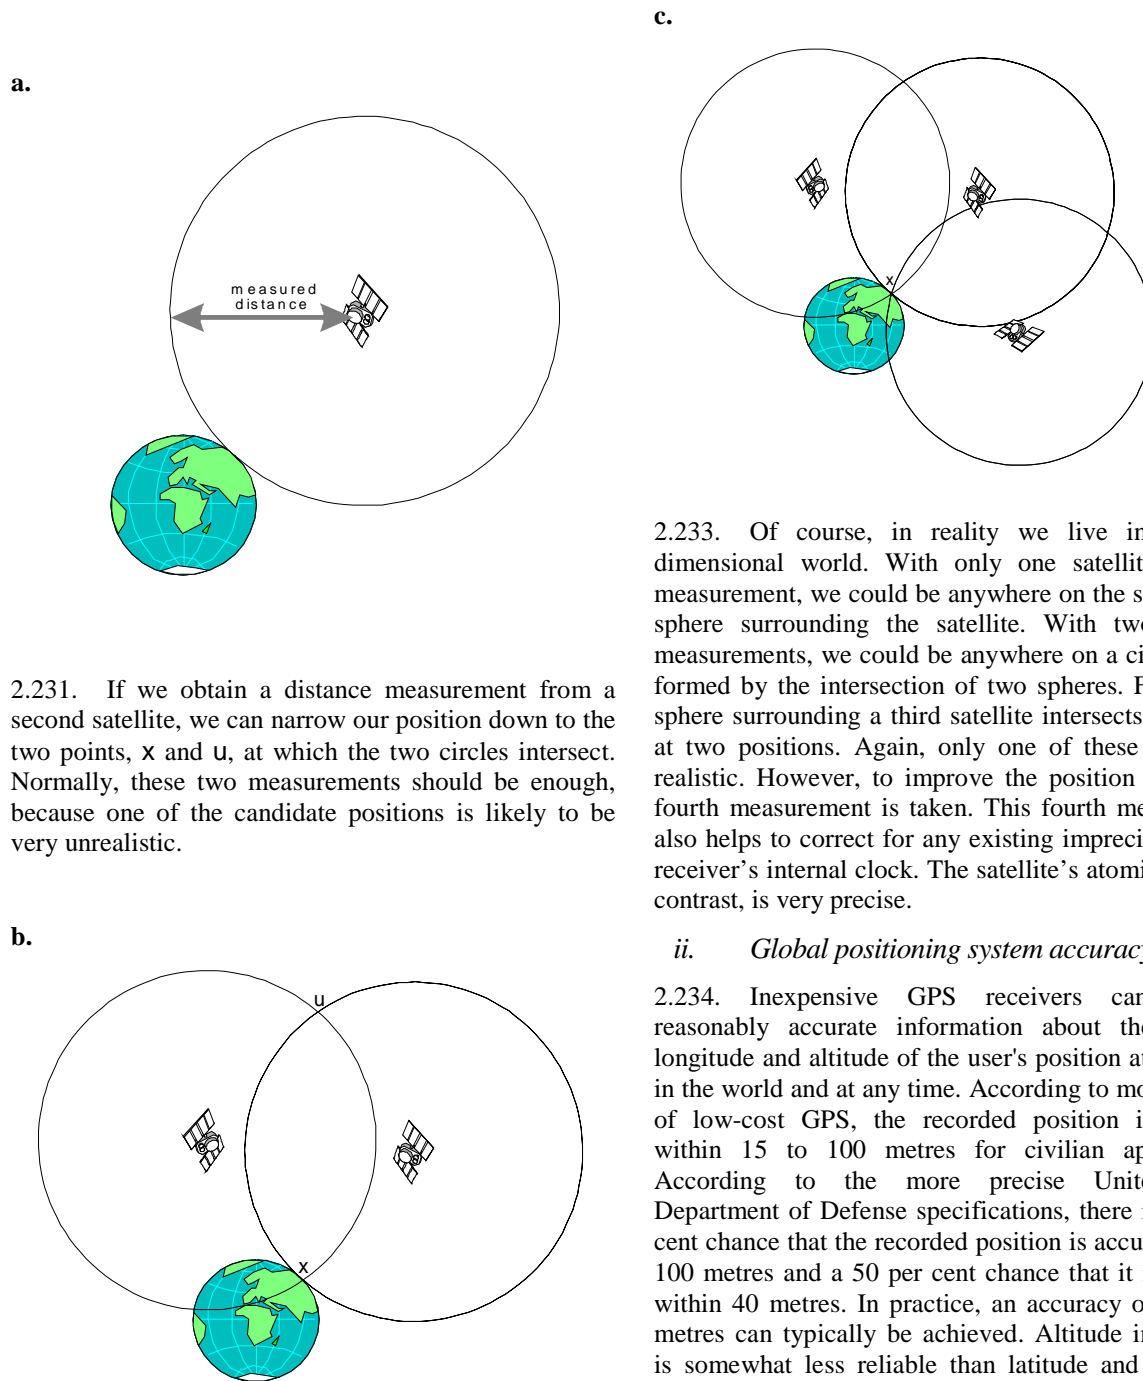 a.
measured
distance
2.231. If we obtain a distance measurement from a
second satellite, we can narrow our position down to the
two points, x and u, at which the two circles intersect.
Normally, these two measurements should be enough,
because one of the candidate positions is likely to be
very unrealistic.
b.
u
x
c.
x
2.233. Of course, in reality we live in
dimensional world. With only one satellit
measurement, we could be anywhere on the s
sphere surrounding the satellite. With two
measurements, we could be anywhere on a ci
formed by the intersection of two spheres. F
sphere surrounding a third satellite intersects
at two positions. Again, only one of these
realistic. However, to improve the position
fourth measurement is taken. This fourth me
also helps to correct for any existing impreci
receiver's internal clock. The satellite's atomi
contrast, is very precise.
ii. Global positioning system accuracy
2.234. Inexpensive GPS receivers can
reasonably accurate information about the
longitude and altitude of the user's position at
in the world and at any time. According to mo
of low-cost GPS, the recorded position i
within 15 to 100 metres for civilian ap
According to the more precise Unite
Department of Defense specifications, there i
cent chance that the recorded position is accu
100 metres and a 50 per cent chance that it i
within 40 metres. In practice, an accuracy o
metres can typically be achieved. Altitude in
is somewhat less reliable than latitude and